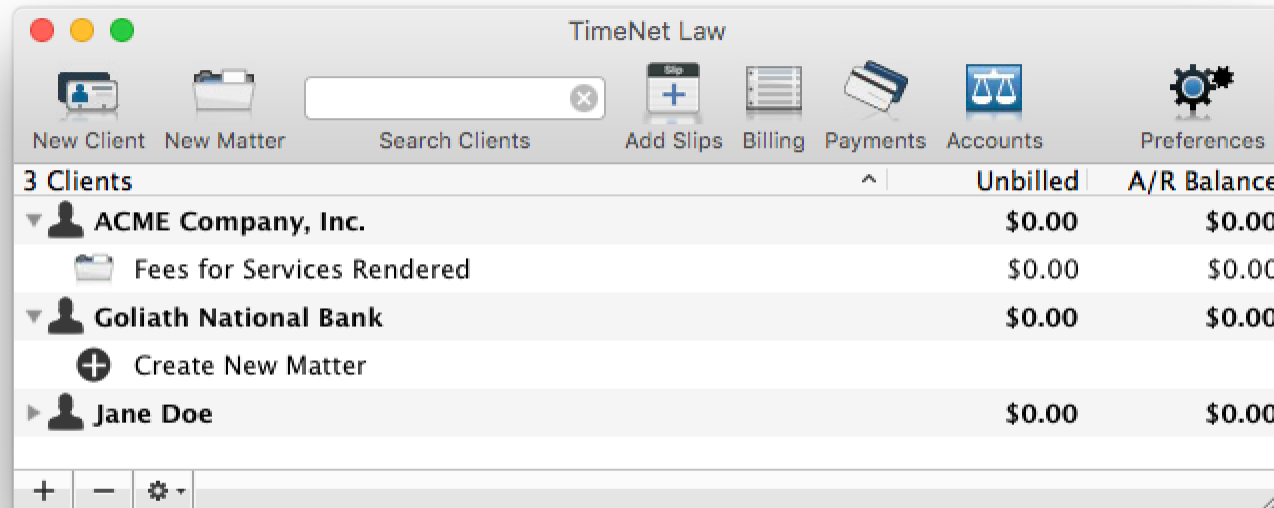 TimeNet Law
Slip
New Client New Matter Search Clients Add Slips Billing Payments Accounts Preferences
3 Clients Unbilled A/R Balance
ACME Company, Inc. $0.00 $0.00
Fees for Services Rendered $0.00 $0.00
Goliath National Bank $0.00 $0.00
Create New Matter
Jane Doe $0.00 $0.00